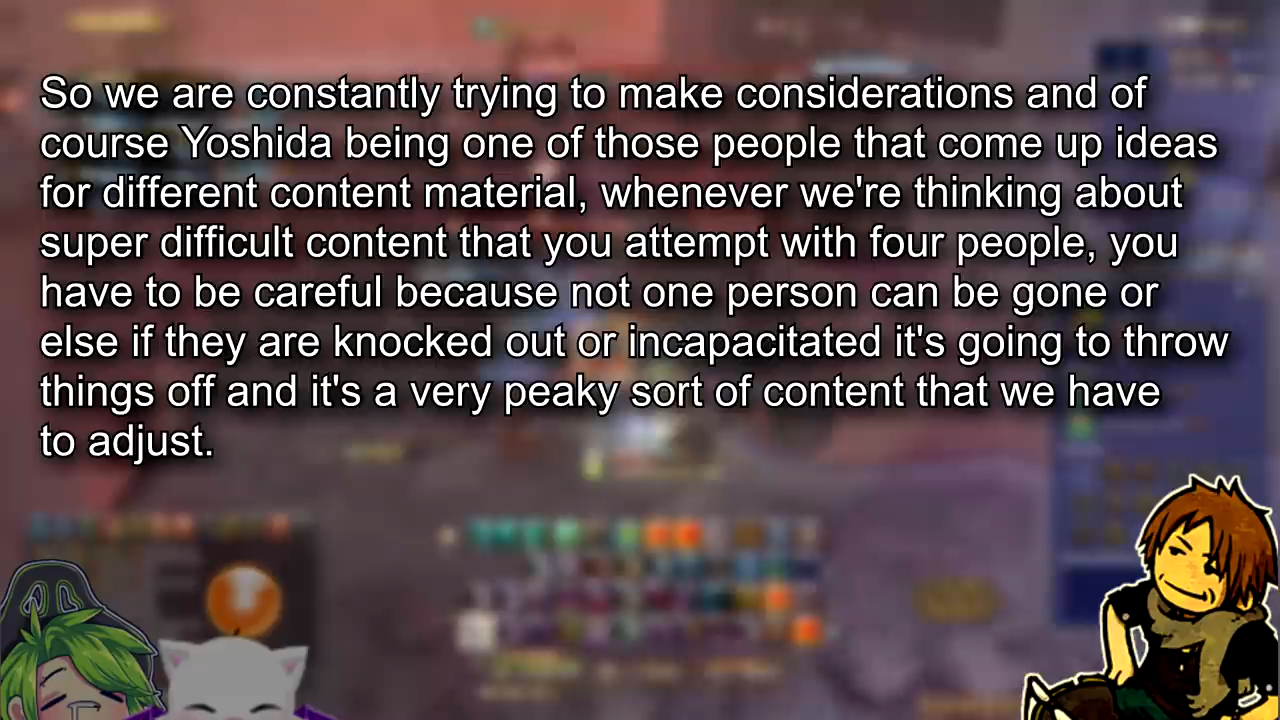 So we are constantly trying to make considerations and of
course Yoshida being one of those people that come up ideas
for different content material, whenever we're thinking about
super difficult content that you attempt with four people, you
have to be careful because not one person can be gone or
else if they are knocked out or incapacitated it's going to throw
things off and it's a very peaky sort of content that we have
to adjust.